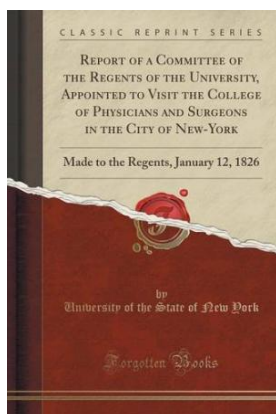 CLASSIC REPRINT SERIES
REPORT OF A COMMITTEE OF
THE REGENTS OF THE UNIVERSITY,
APPOINTED TO VISIT THE COLLEGE
OF PHYSICIANS AND SURGEONS
IN THE CITY OF NEW-YORK
Made to the Regents, January 12, 1826
by
University of the State of New York
Forgotten Books